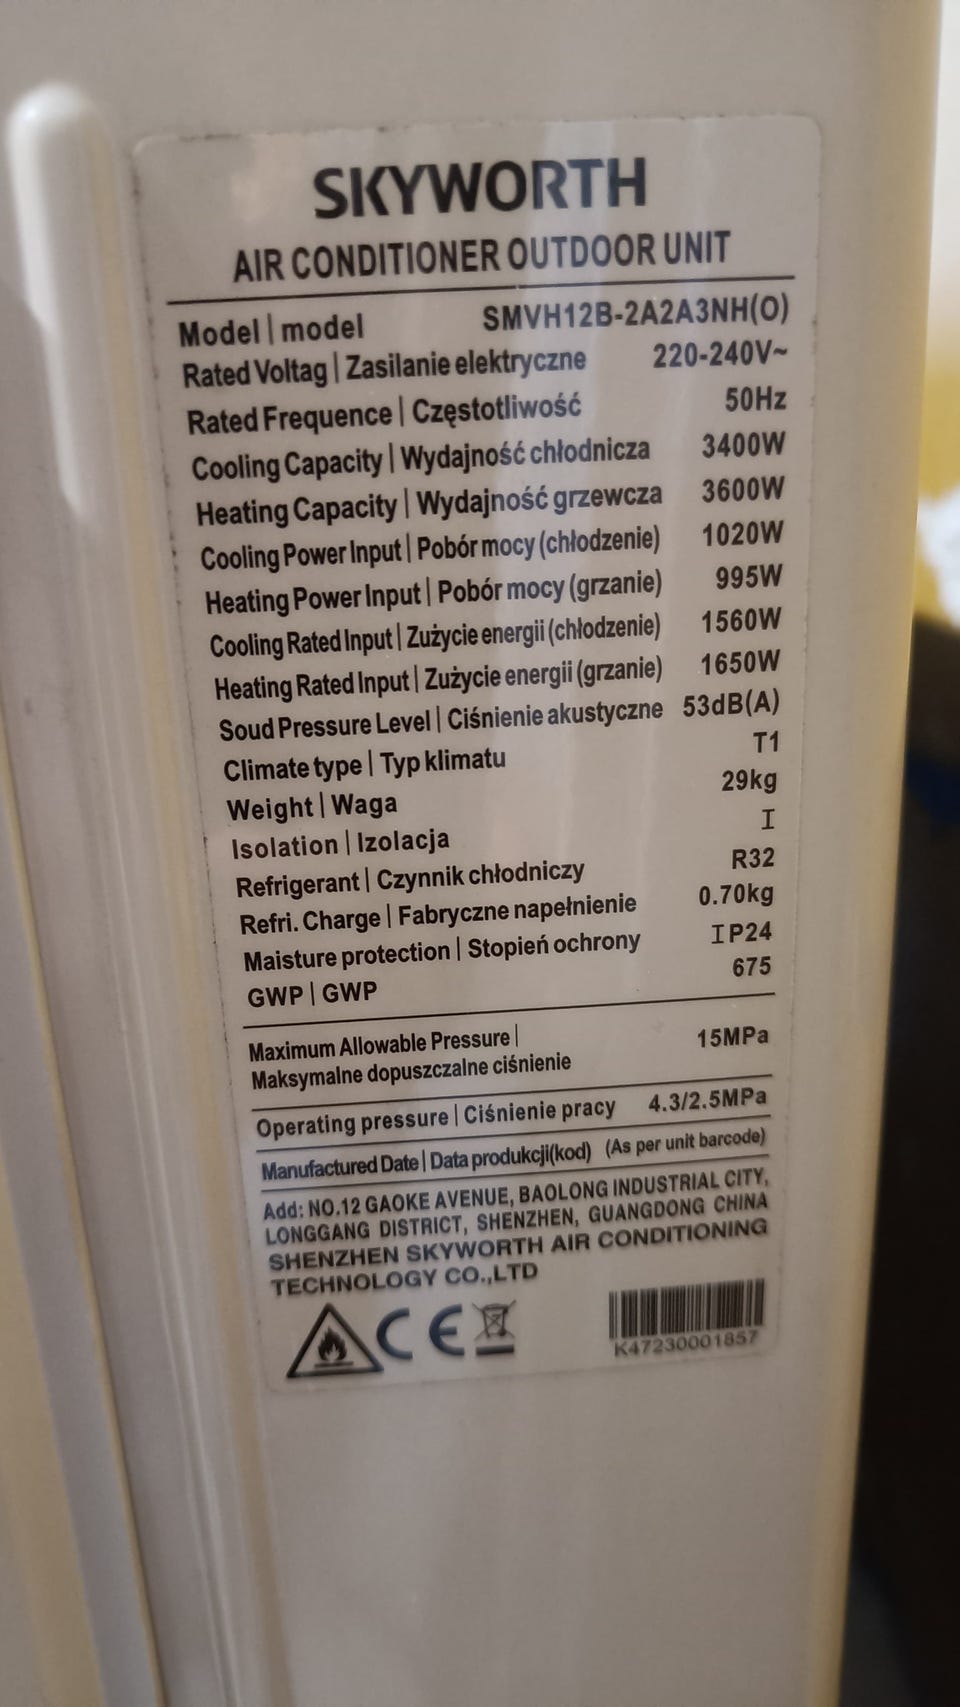 SKYWORTH
AIR CONDITIONER OUTDOOR UNIT
Model | model SMVH12B-2A2A3NH(O)
Rated Voltag | Zasilanie elektryczne 220-240V~
Rated Frequence | Częstotliwość 50Hz
Cooling Capacity | Wydajność chłodnicza 3400W
Heating Capacity | Wydajność grzewcza 3600W
Cooling Power Input | Pobór mocy (chłodzenie) 1020W
Heating Power Input | Pobór mocy (grzanie) 995W
Cooling Rated Input | Zużycie energii (chłodzenie) 1560W
Heating Rated Input | Zużycie energii (grzanie) 1650W
Soud Pressure Level | Ciśnienie akustyczne 53dB(A)
Climate type | Typ klimatu T1
Weight | Waga 29kg
Isolation | Izolacja I
Refrigerant | Czynnik chłodniczy R32
Refri. Charge | Fabryczne napełnienie 0.70kg
Maisture protection | Stopień ochrony IP24
GWP | GWP 675
Maximum Allowable Pressure |
Maksymalne dopuszczalne ciśnienie 15MPa
Operating pressure | Ciśnienie pracy 4.3/2.5MPa
Manufactured Date | Data produkcji(kod) (As per unit barcode)
Add: NO.12 GAOKE AVENUE, BAOLONG INDUSTRIAL CITY,
LONGGANG DISTRICT, SHENZHEN, GUANGDONG CHINA
SHENZHEN SKYWORTH AIR CONDITIONING
TECHNOLOGY CO.,LTD
CE
K47230001857